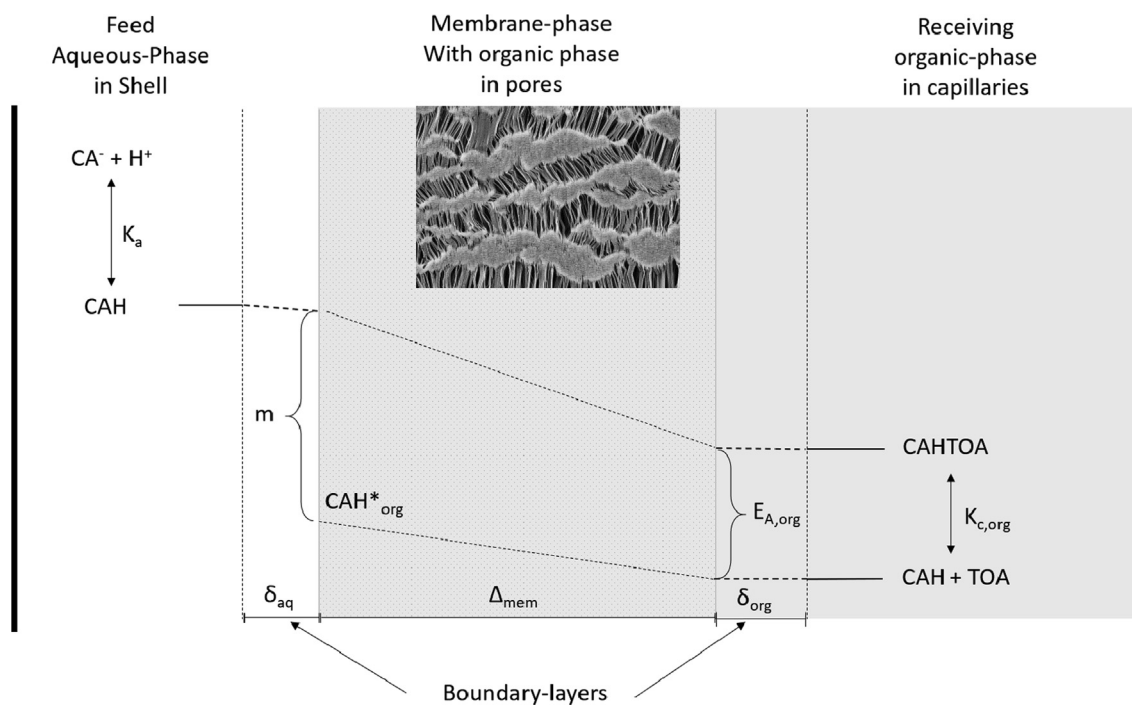 Feed
Aqueous-Phase
in Shell
Membrane-phase
With organic phase
in pores
Receiving
organic-phase
in capillaries
CA⁻ + H⁺
Kₐ
CAH
m
CAH*org
CAHTOA
EA,org
Kc,org
CAH + TOA
δaq
Δmem
δorg
Boundary-layers